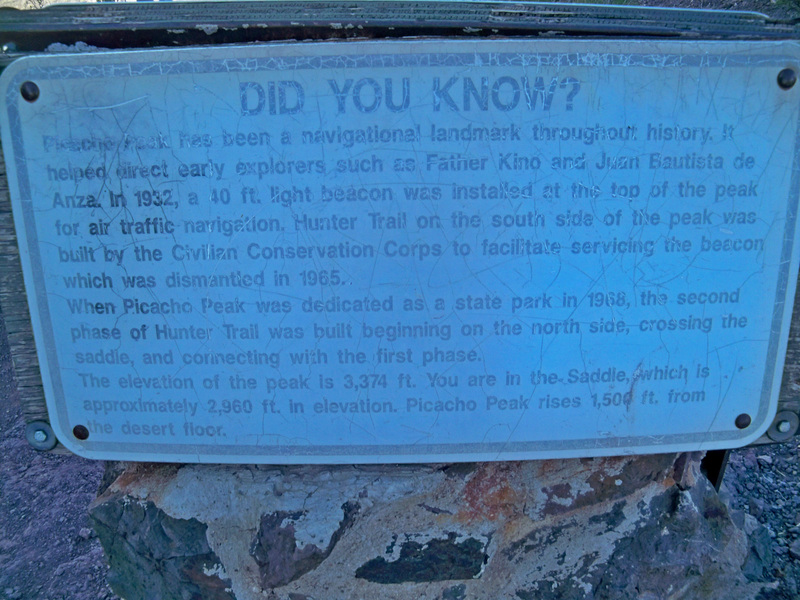 DID YOU KNOW?
Picacho Peak has been a navigational landmark throughout history. It
helped direct early explorers such as Father Kino and Juan Bautista de
Anza. In 1932, a 40 ft. light beacon was installed at the top of the peak
for air traffic navigation. Hunter Trail on the south side of the peak was
built by the Civilian Conservation Corps to facilitate servicing the beacon
which was dismantled in 1965.
When Picacho Peak was dedicated as a state park in 1968, the second
phase of Hunter Trail was built beginning on the north side, crossing the
saddle, and connecting with the first phase.
The elevation of the peak is 3,374 ft. You are in the Saddle, which is
approximately 2,960 ft. in elevation. Picacho Peak rises 1,500 ft. from
the desert floor.